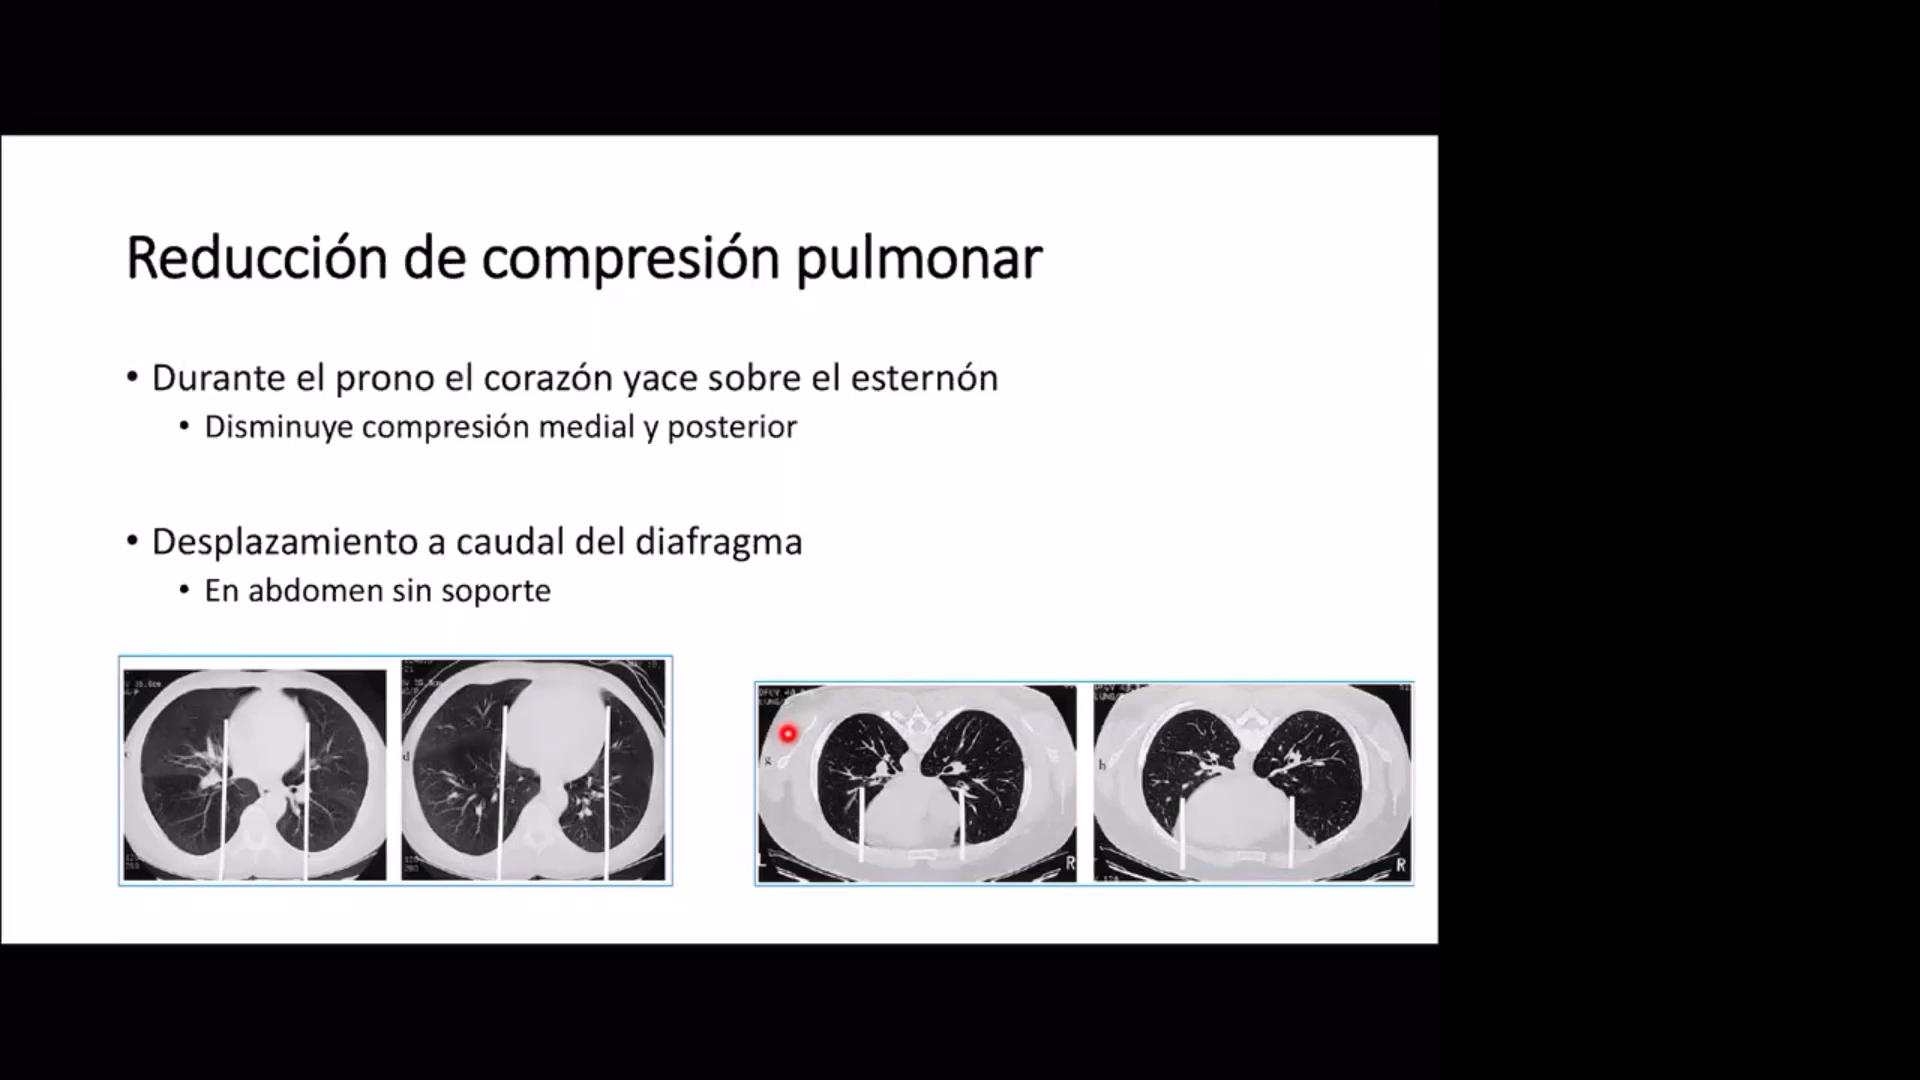 Reducción de compresión pulmonar
• Durante el prono el corazón yace sobre el esternón
• Disminuye compresión medial y posterior
• Desplazamiento a caudal del diafragma
• En abdomen sin soporte
c
d
g
L
R
h
R